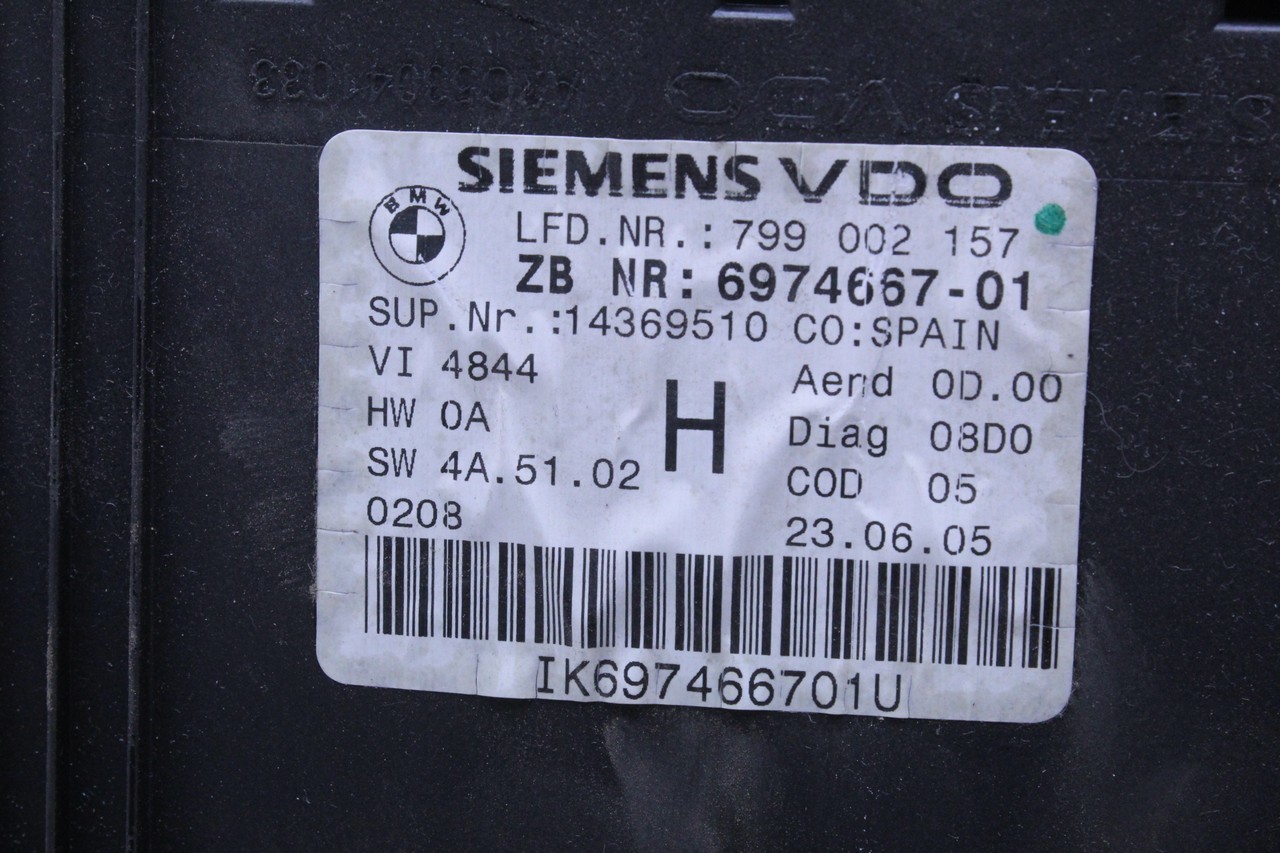 SIEMENS VDO
BMW
LFD.NR.: 799 002 157
ZB NR: 6974667-01
SUP.Nr.:14369510 CO:SPAIN
VI 4844
Aend 0D.00
HW 0A
H
Diag 08D0
SW 4A.51.02
COD 05
0208
23.06.05
IK697466701U